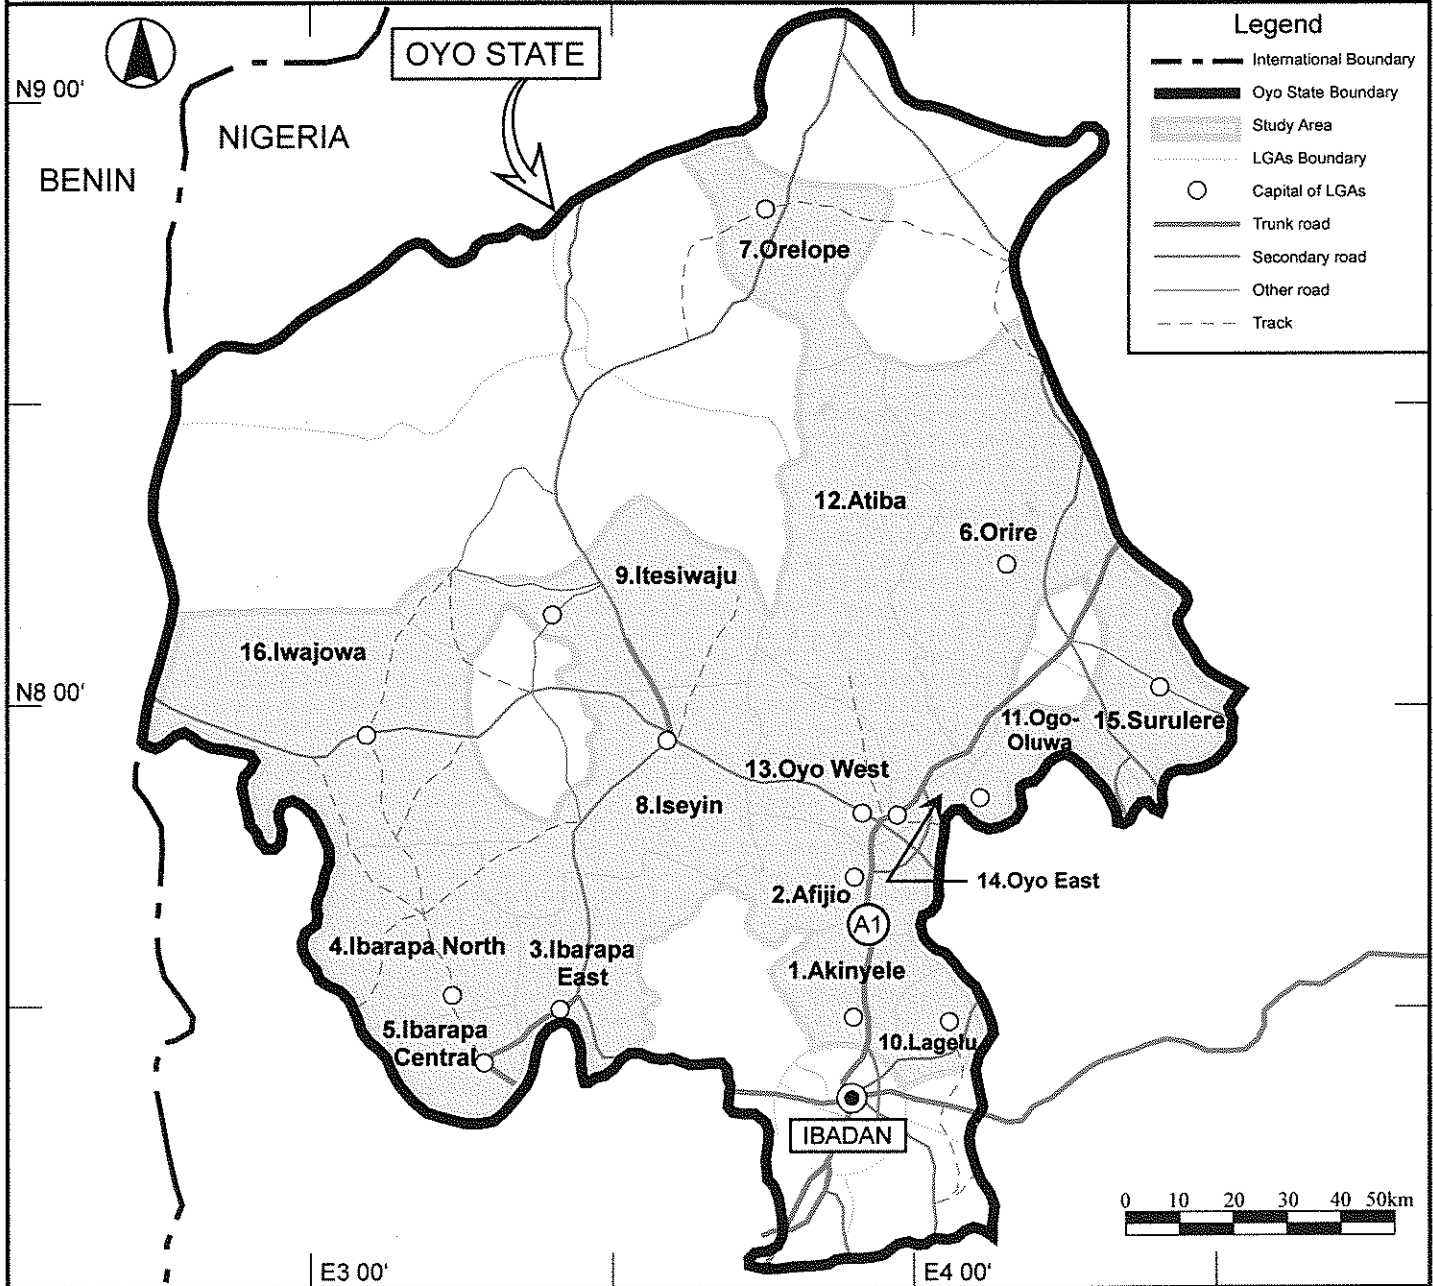 OYO STATE
Legend
International Boundary
Oyo State Boundary
Study Area
LGAs Boundary
Capital of LGAs
Trunk road
Secondary road
Other road
Track
N9 00'
NIGERIA
BENIN
7.Orelope
12.Atiba
6.Orire
9.Itesiwaju
16.Iwajowa
N8 00'
11.Ogo-
Oluwa
15.Surulere
13.Oyo West
8.Iseyin
14.Oyo East
2.Afijio
A1
4.Ibarapa North
3.Ibarapa
East
1.Akinyele
5.Ibarapa
Central
10.Lagelu
IBADAN
0 10 20 30 40 50km
E3 00'
E4 00'